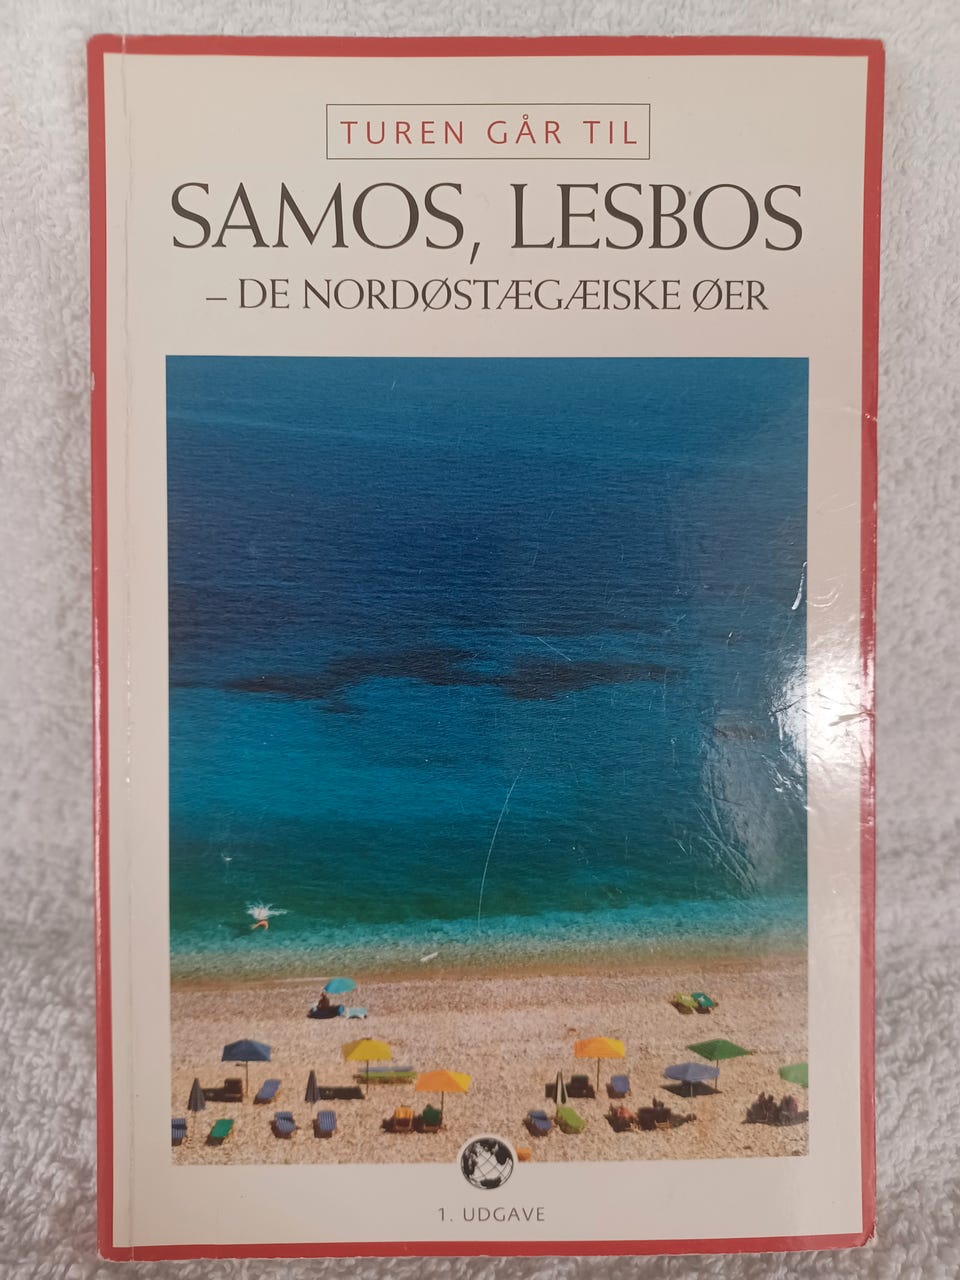 TUREN GÅR TIL
SAMOS, LESBOS
– DE NORDØSTÆGÆISKE ØER
1. UDGAVE